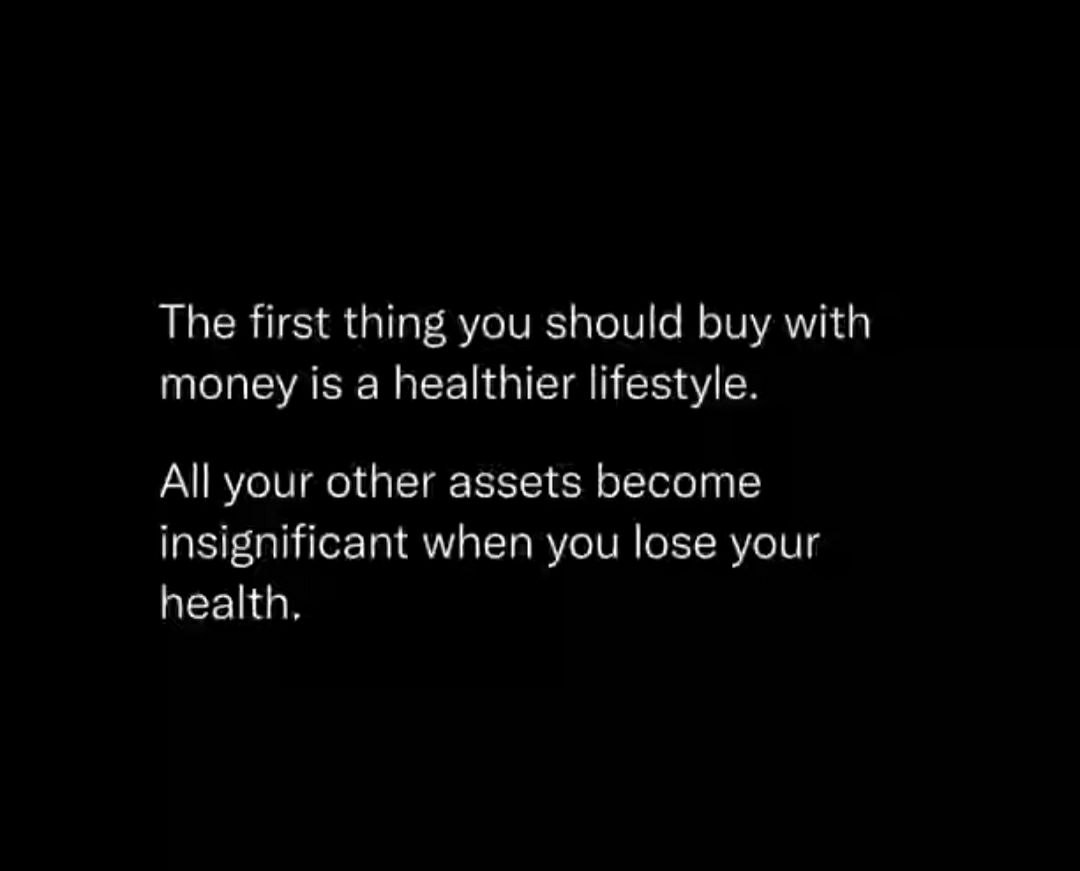 The first thing you should buy with
money is a healthier lifestyle.
All your other assets become
insignificant when you lose your
health.